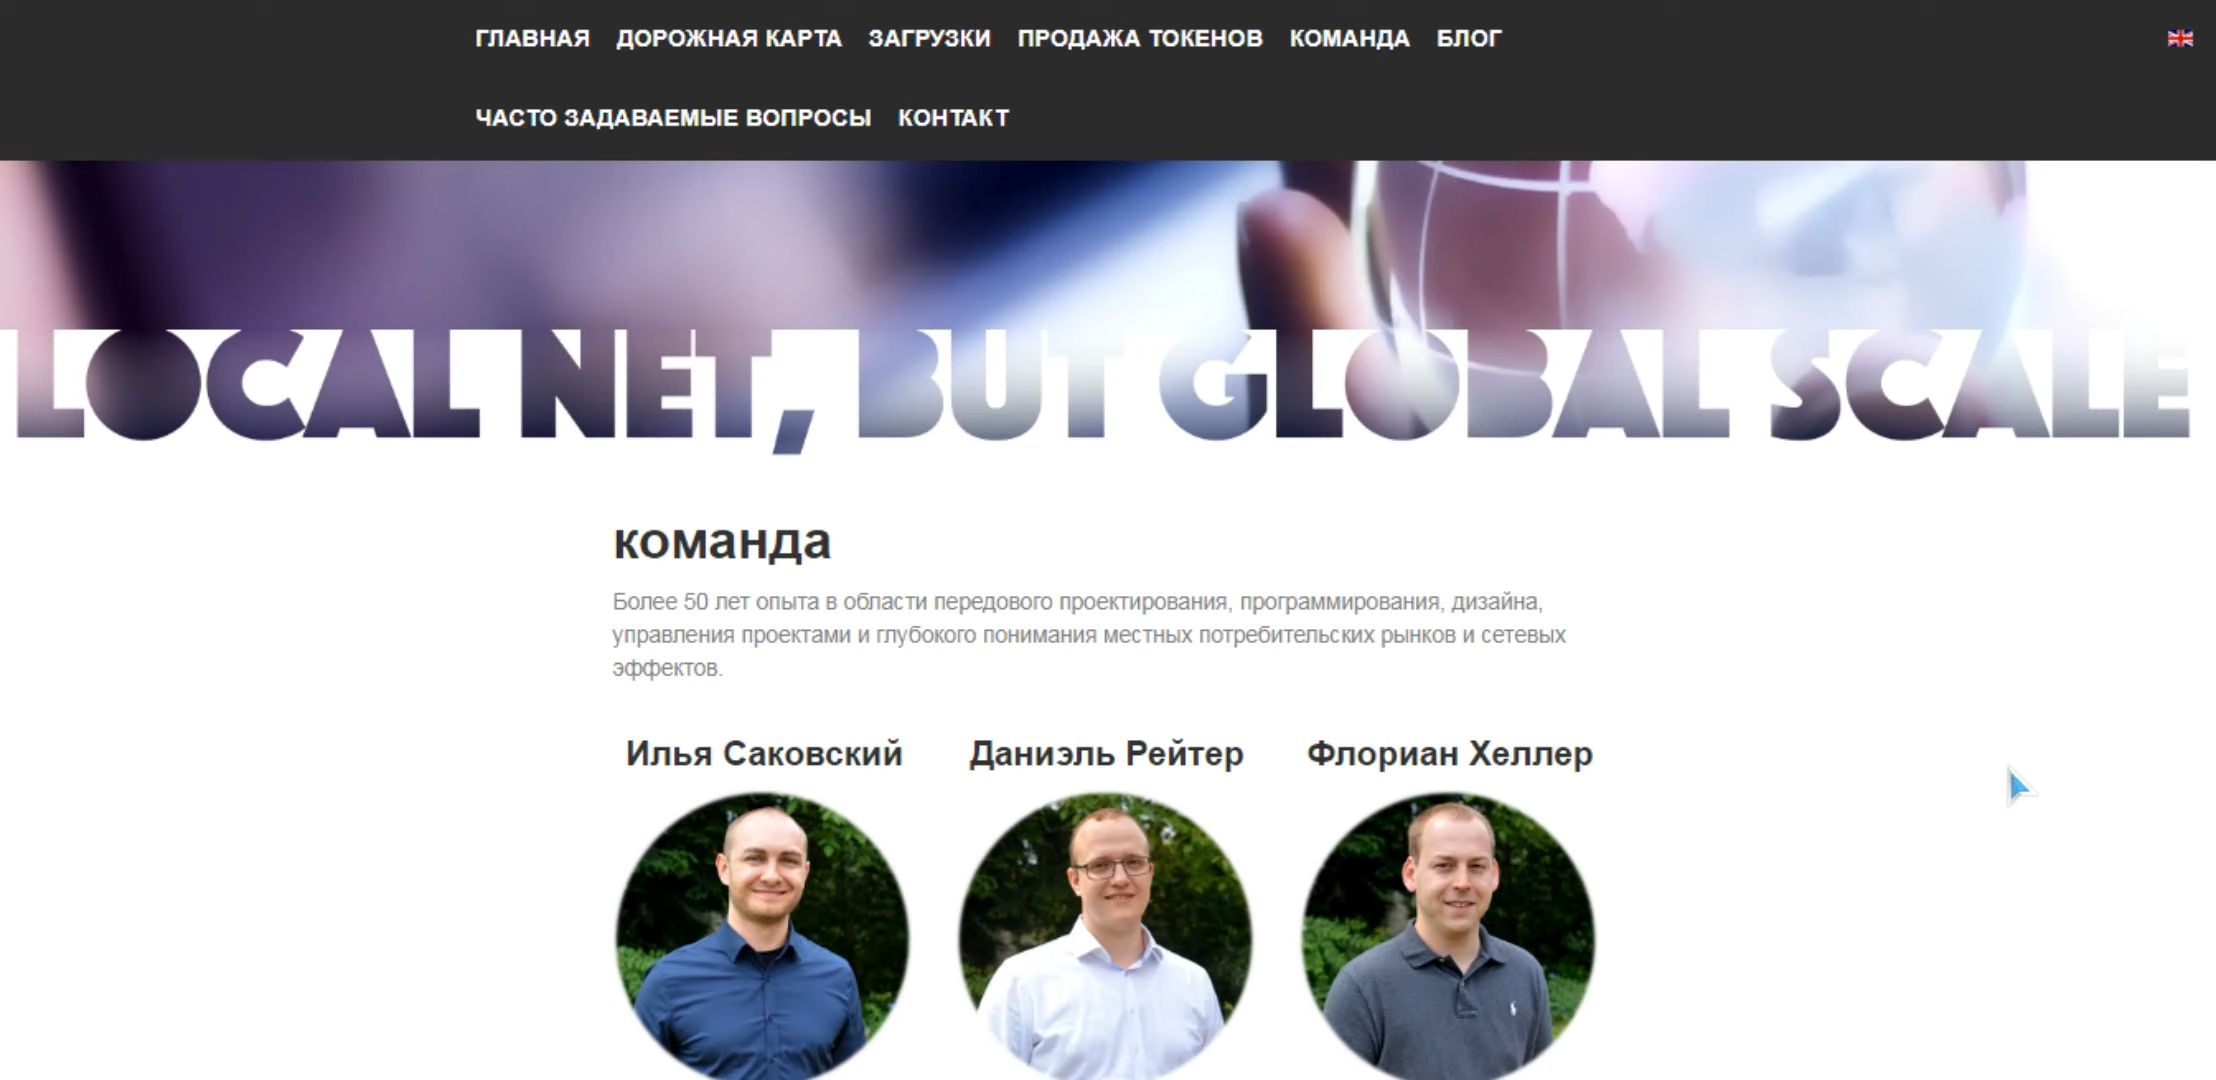 ГЛАВНАЯ ДОРОЖНАЯ КАРТА ЗАГРУЗКИ ПРОДАЖА ТОКЕНОВ КОМАНДА БЛОГ
ЧАСТО ЗАДАВАЕМЫЕ ВОПРОСЫ КОНТАКТ
LOCAL NET, BUT GLOBAL SCALE
команда
Более 50 лет опыта в области передового проектирования, программирования, дизайна,
управления проектами и глубокого понимания местных потребительских рынков и сетевых
эффектов.
Илья Саковский Даниэль Рейтер Флориан Хеллер